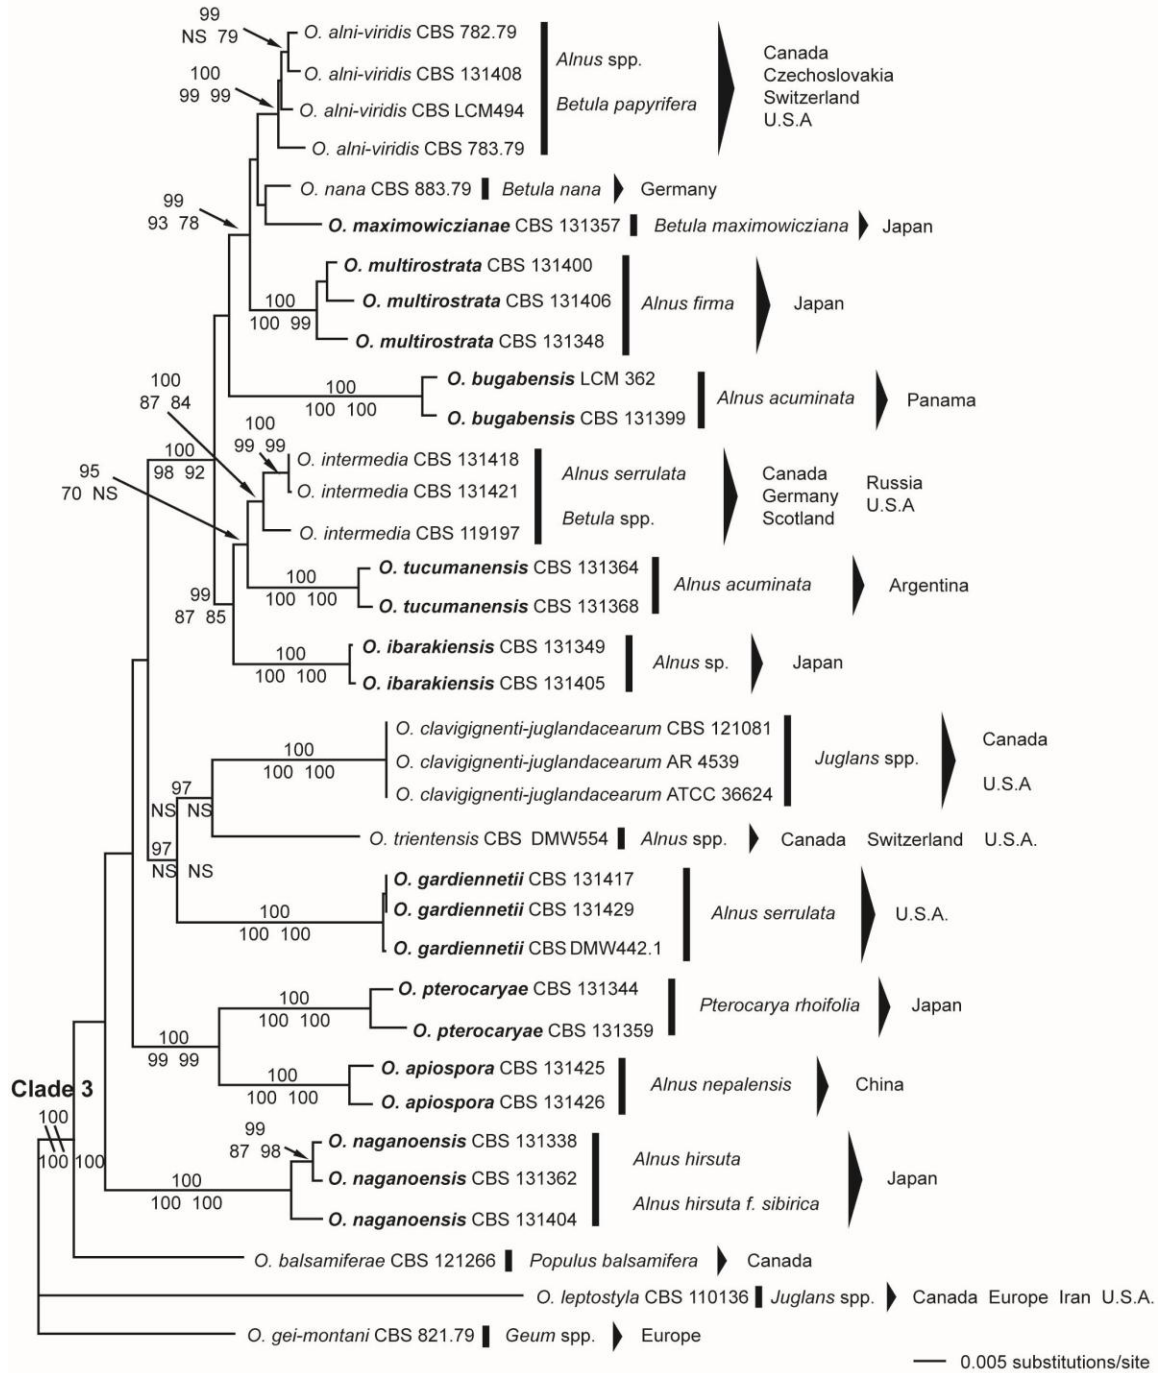 99
NS 79
O. alni-viridis CBS 782.79
O. alni-viridis CBS 131408
100
99 99
O. alni-viridis CBS LCM494
O. alni-viridis CBS 783.79
Alnus spp.
Betula papyrifera
Canada
Czechoslovakia
Switzerland
U.S.A
O. nana CBS 883.79 Betula nana Germany
99
93 78
O. maximowiczianae CBS 131357 Betula maximowicziana Japan
O. multirostrata CBS 131400
O. multirostrata CBS 131406
O. multirostrata CBS 131348
100
100 99
Alnus firma Japan
O. bugabensis LCM 362
O. bugabensis CBS 131399
100
100 100
Alnus acuminata Panama
100
87 84
100
99 99
100
98 92
95
70 NS
O. intermedia CBS 131418
O. intermedia CBS 131421
O. intermedia CBS 119197
Alnus serrulata
Betula spp.
Canada
Germany
Scotland
Russia
U.S.A
O. tucumanensis CBS 131364
O. tucumanensis CBS 131368
100
100 100
Alnus acuminata Argentina
99
87 85
O. ibarakiensis CBS 131349
O. ibarakiensis CBS 131405
100
100 100
Alnus sp. Japan
O. clavigignenti-juglandacearum CBS 121081
O. clavigignenti-juglandacearum AR 4539
O. clavigignenti-juglandacearum ATCC 36624
100
100 100
Juglans spp.
Canada
U.S.A
97
NS NS
O. trientensis CBS DMW554 Alnus spp. Canada Switzerland U.S.A.
97
NS NS
O. gardiennetii CBS 131417
O. gardiennetii CBS 131429
O. gardiennetii CBS DMW442.1
100
100 100
Alnus serrulata U.S.A.
O. pterocaryae CBS 131344
O. pterocaryae CBS 131359
100
100 100
Pterocarya rhoifolia Japan
100
99 99
O. apiospora CBS 131425
O. apiospora CBS 131426
100
100 100
Alnus nepalensis China
Clade 3
100
100 100
99
87 98
O. naganoensis CBS 131338
O. naganoensis CBS 131362
O. naganoensis CBS 131404
100
100 100
Alnus hirsuta
Alnus hirsuta f. sibirica
Japan
O. balsamiferae CBS 121266 Populus balsamifera Canada
O. leptostyla CBS 110136 Juglans spp. Canada Europe Iran U.S.A.
O. gei-montani CBS 821.79 Geum spp. Europe
0.005 substitutions/site